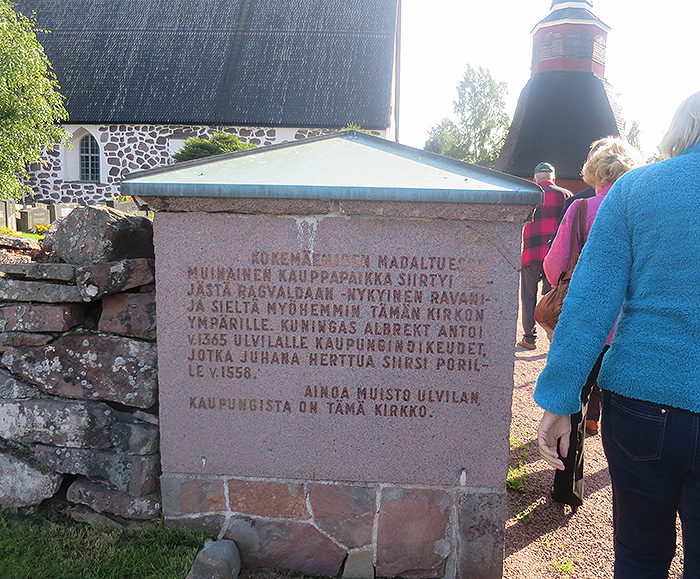 KOKEMÄENJOEN MADALTUESSA
MUINAINEN KAUPPAPAIKKA SIIRTYI TEL-
JÄSTÄ RAGVALDAAN -NYKYINEN RAVANI-
JA SIELTÄ MYÖHEMMIN TÄMÄN KIRKON
YMPÄRILLE. KUNINGAS ALBREKT ANTOI
V.1365 ULVILALLE KAUPUNGINOIKEUDET,
JOTKA JUHANA HERTTUA SIIRSI PORIL-
LE V.1558.
AINOA MUISTO ULVILAN
KAUPUNGISTA ON TÄMÄ KIRKKO.